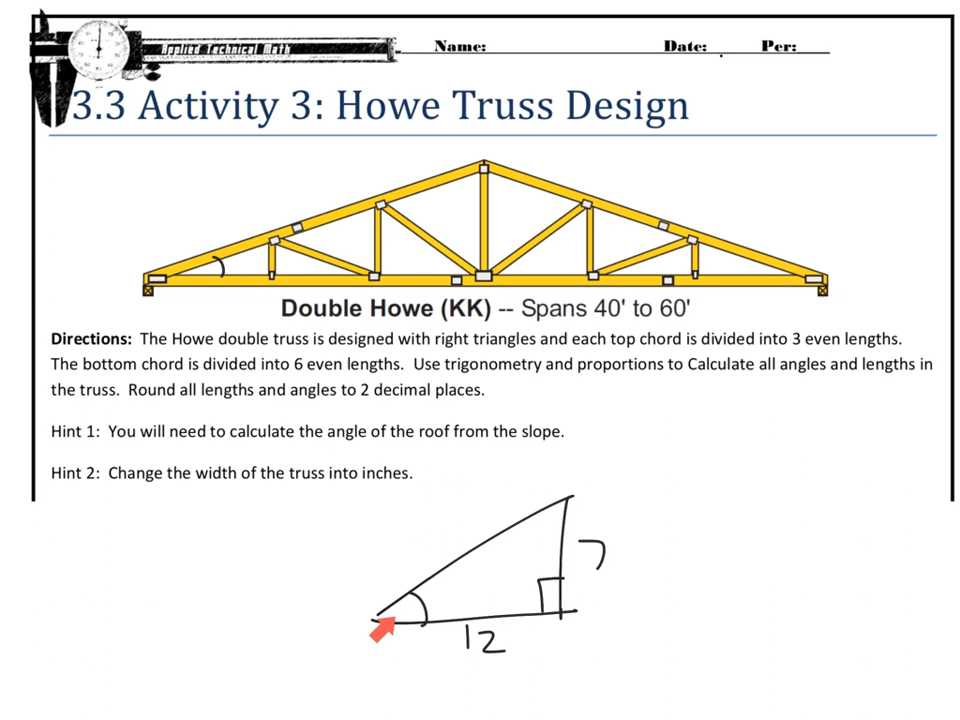 Applied Technical Math
Name: Date: Per:
3.3 Activity 3: Howe Truss Design
Double Howe (KK) -- Spans 40' to 60'
Directions: The Howe double truss is designed with right triangles and each top chord is divided into 3 even lengths.
The bottom chord is divided into 6 even lengths. Use trigonometry and proportions to Calculate all angles and lengths in
the truss. Round all lengths and angles to 2 decimal places.
Hint 1: You will need to calculate the angle of the roof from the slope.
Hint 2: Change the width of the truss into inches.
7
12